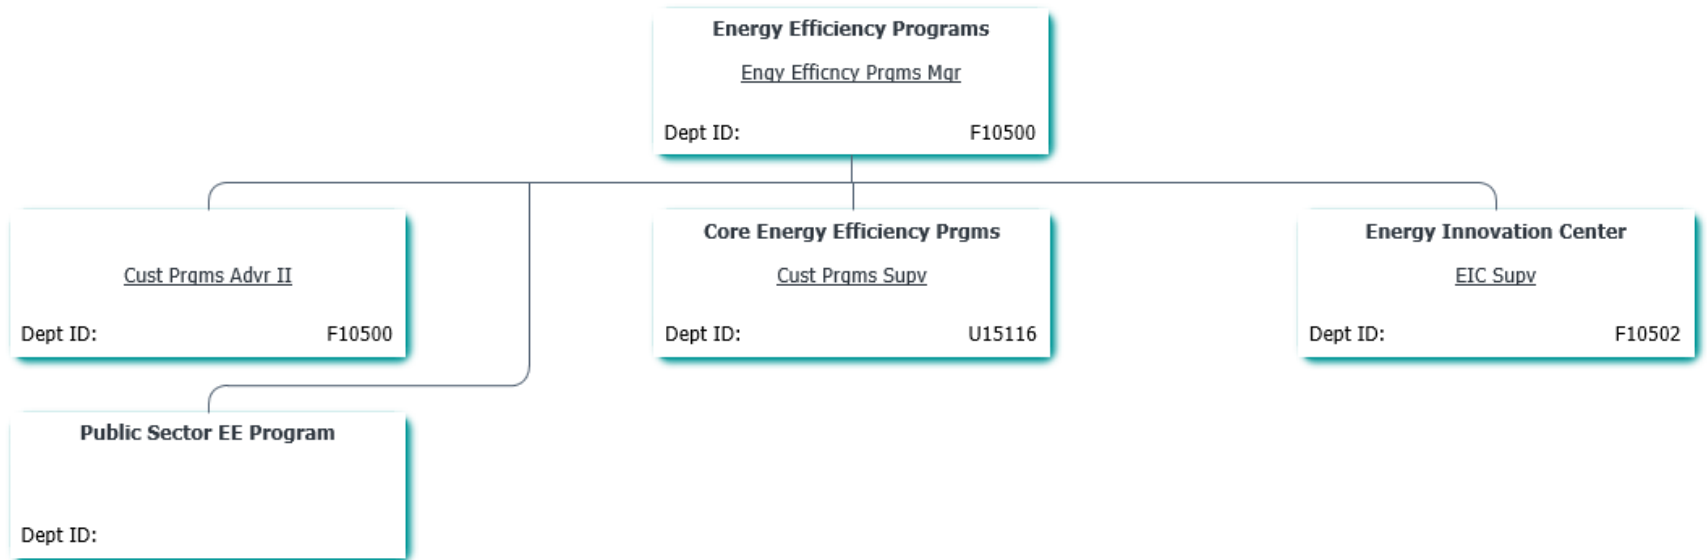 Energy Efficiency Programs
Engy Efficncy Prgms Mgr
Dept ID: F10500
Cust Prgms Advr II
Dept ID: F10500
Core Energy Efficiency Prgms
Cust Prgms Supv
Dept ID: U15116
Energy Innovation Center
EIC Supv
Dept ID: F10502
Public Sector EE Program
Dept ID: